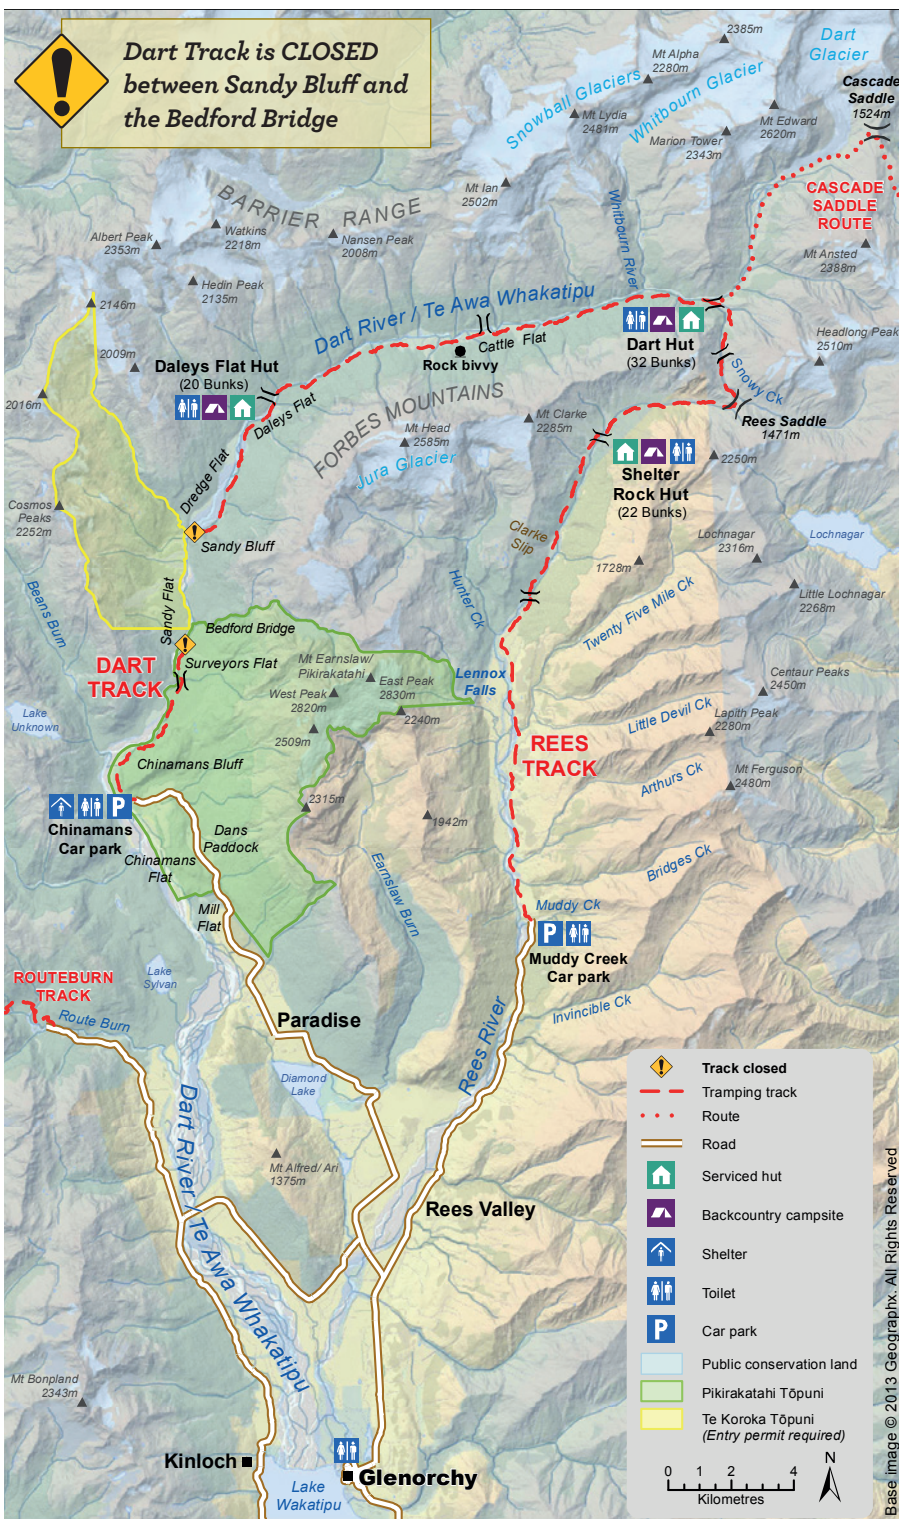 Dart Track is CLOSED
between Sandy Bluff and
the Bedford Bridge
2385m
Dart
Glacier
Mt Alpha
2280m
Snowball Glaciers
Whitbourn Glacier
Cascade
Saddle
1524m
Mt Lydia
2481m
Mt Edward
2620m
Marion Tower
2343m
CASCADE
SADDLE
ROUTE
Mt Ian
2502m
BARRIER RANGE
Whitbourn River
Albert Peak
2353m
Watkins
2218m
Nansen Peak
2008m
Mt Ansted
2388m
Hedin Peak
2135m
2146m
Dart River / Te Awa Whakatipu
Cattle Flat
Rock bivvy
Dart Hut
(32 Bunks)
Headlong Peak
2510m
2009m
Daleys Flat Hut
(20 Bunks)
Snowy Ck
2016m
Daleys Flat
FORBES MOUNTAINS
Mt Clarke
2285m
Rees Saddle
1471m
Mt Head
2585m
Jura Glacier
Shelter
Rock Hut
(22 Bunks)
2250m
Dredge Flat
Cosmos
Peaks
2252m
Sandy Bluff
Clarke
Slip
Lochnagar
2316m
Lochnagar
1728m
Little Lochnagar
2268m
Beans Burn
Sandy Flat
Hunter Ck
Twenty Five Mile Ck
Bedford Bridge
DART
TRACK
Surveyors Flat
Mt Earnslaw/
Pikirakatahi
East Peak
2830m
West Peak
2820m
Lennox
Falls
Centaur Peaks
2450m
Lake
Unknown
2509m
2240m
Little Devil Ck
Lapith Peak
2280m
REES
TRACK
Chinamans Bluff
Arthurs Ck
Mt Ferguson
2480m
P
Chinamans
Car park
2315m
1942m
Dans
Paddock
Chinamans
Flat
Earnslaw Burn
Bridges Ck
Mill
Flat
Muddy Ck
P
Muddy Creek
Car park
Lake
Sylvan
ROUTEBURN
TRACK
Route Burn
Invincible Ck
Paradise
Rees River
Diamond
Lake
Dart River / Te Awa Whakatipu
Mt Alfred/ Ari
1375m
Rees Valley
Mt Bonpland
2343m
Kinloch
Glenorchy
Lake
Wakatipu
Track closed
Tramping track
Route
Road
Serviced hut
Backcountry campsite
Shelter
Toilet
P Car park
Public conservation land
Pikirakatahi Tōpuni
Te Koroka Tōpuni
(Entry permit required)
N
0 1 2 4
Kilometres
Base image © 2013 Geographx. All Rights Reserved